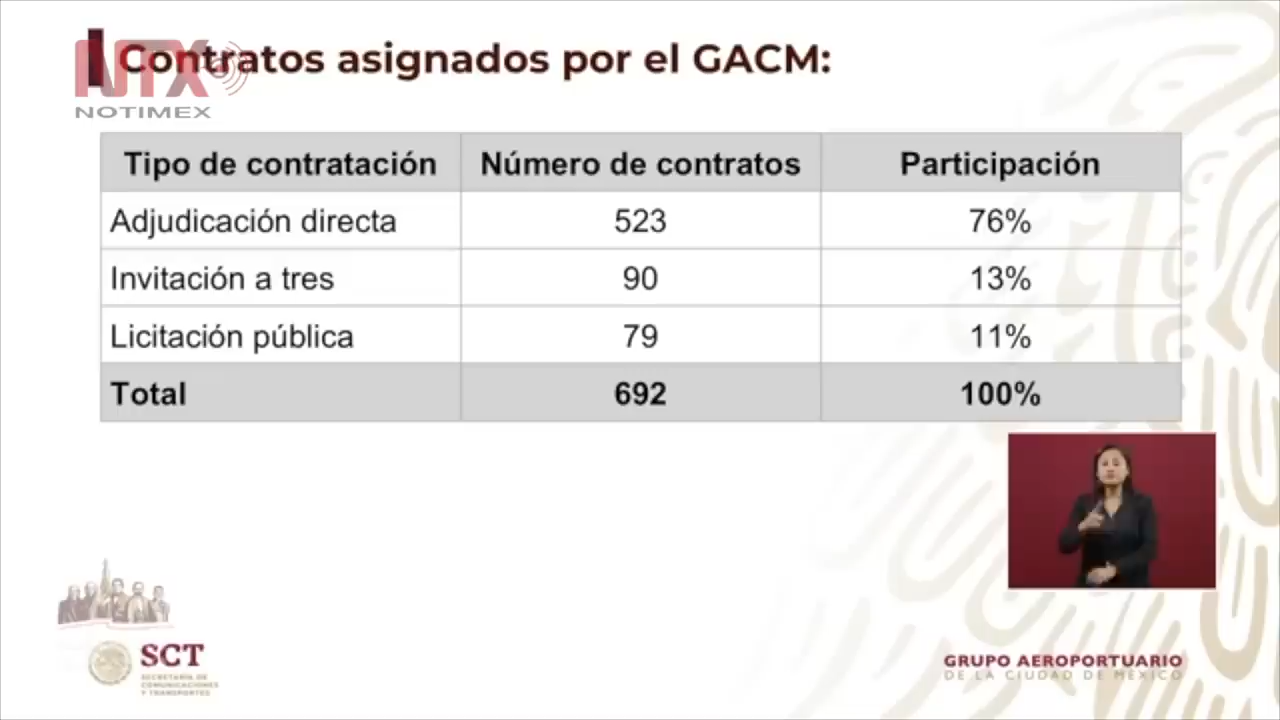 Contratos asignados por el GACM:
NTX
NOTIMEX
Tipo de contratación Número de contratos Participación
Adjudicación directa 523 76%
Invitación a tres 90 13%
Licitación pública 79 11%
Total 692 100%
SCT
SECRETARÍA DE
COMUNICACIONES
Y TRANSPORTES
GRUPO AEROPORTUARIO
DE LA CIUDAD DE MÉXICO